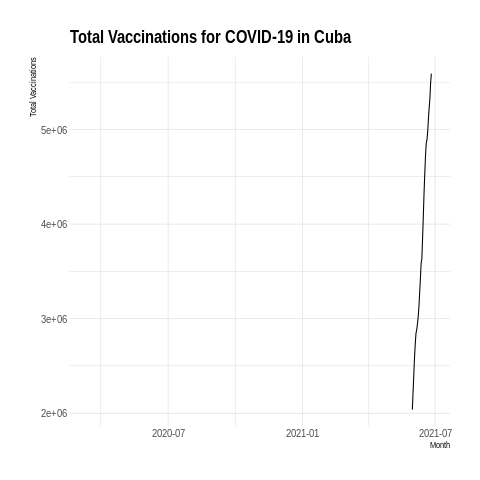 Total Vaccinations for COVID-19 in Cuba
Total Vaccinations
5e+06
4e+06
3e+06
2e+06
2020-07 2021-01 2021-07
Month